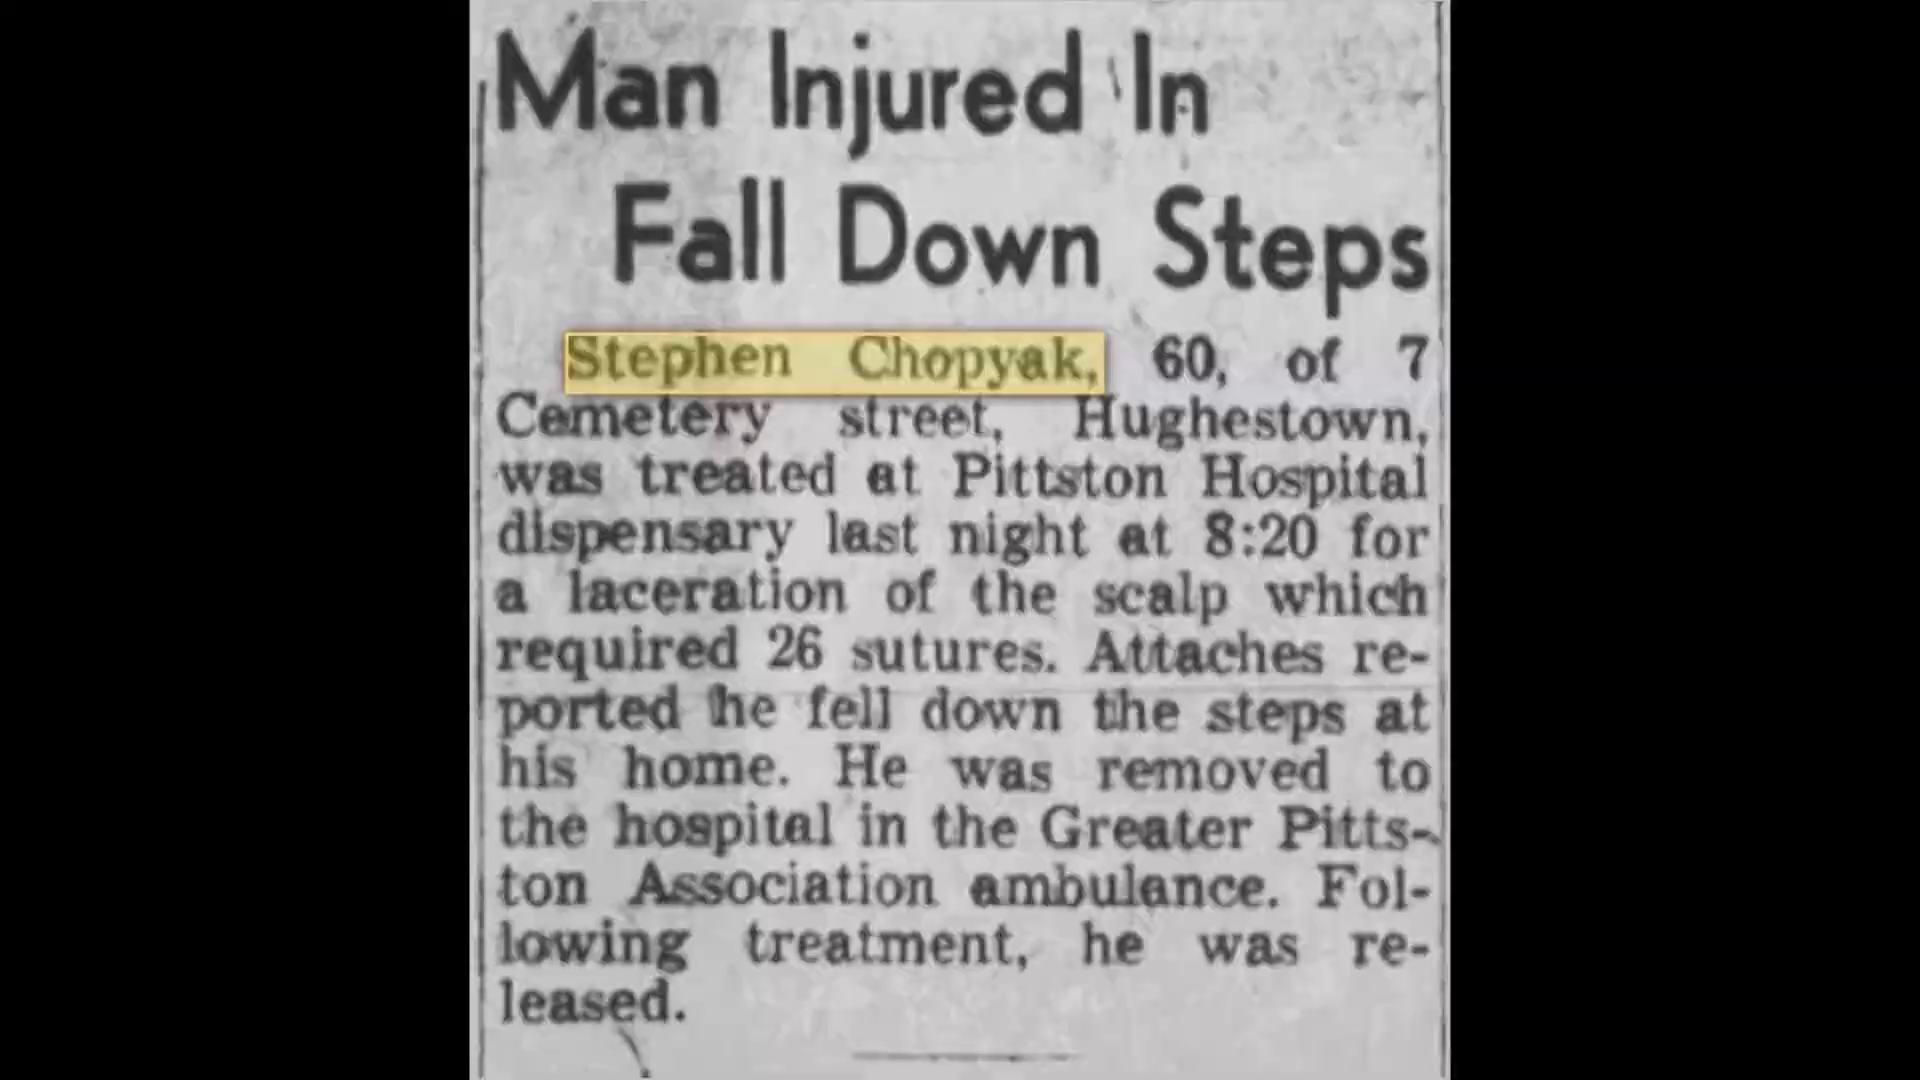 Man Injured In
Fall Down Steps
Stephen Chopyak, 60, of 7
Cemetery street, Hughestown,
was treated at Pittston Hospital
dispensary last night at 8:20 for
a laceration of the scalp which
required 26 sutures. Attaches re-
ported he fell down the steps at
his home. He was removed to
the hospital in the Greater Pitts-
ton Association ambulance. Fol-
lowing treatment, he was re-
leased.